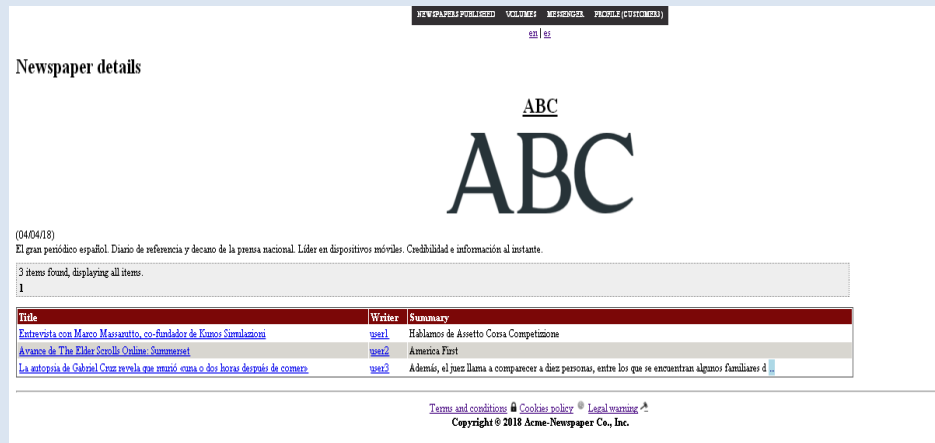 NEWSPAPERS PUBLISHED VOLUMES MESSENGER PROFILE (CUSTOMER1)
en | es
Newspaper details
ABC
ABC
(04/04/18)
El gran periódico español. Diario de referencia y decano de la prensa nacional. Líder en dispositivos móviles. Credibilidad e información al instante.
3 items found, displaying all items.
1
Title Writer Summary
Entrevista con Marco Massarutto, co-fundador de Kunos Simulazioni user1 Hablamos de Assetto Corsa Competizione
Avance de The Elder Scrolls Online: Summerset user2 America First
La autopsia de Gabriel Cruz revela que murió «una o dos horas después de comer» user3 Además, el juez llama a comparecer a diez personas, entre los que se encuentran algunos familiares d ..
Terms and conditions Cookies policy Legal warning
Copyright © 2018 Acme-Newspaper Co., Inc.